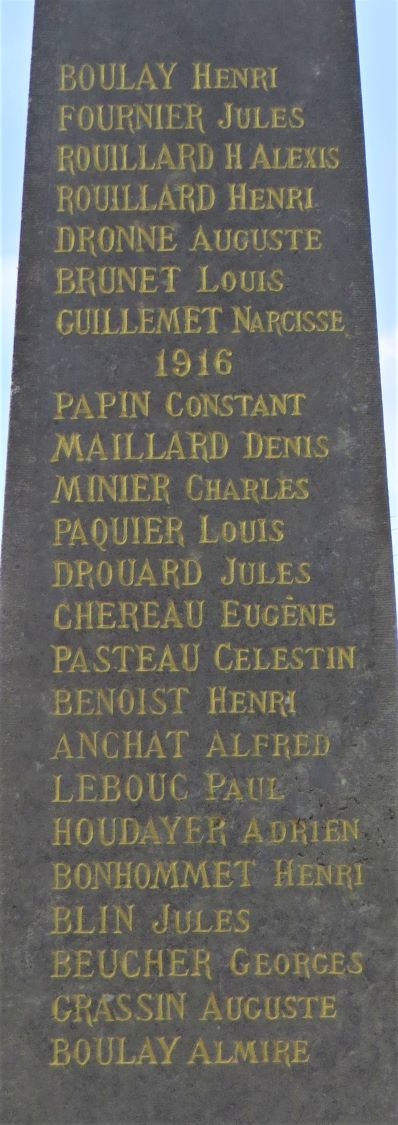 BOULAY HENRI
FOURNIER JULES
ROUILLARD H ALEXIS
ROUILLARD HENRI
DRONNE AUGUSTE
BRUNET LOUIS
GUILLEMET NARCISSE
1916
PAPIN CONSTANT
MAILLARD DENIS
MINIER CHARLES
PAQUIER LOUIS
DROUARD JULES
CHEREAU EUGÈNE
PASTEAU CELESTIN
BENOIST HENRI
ANCHAT ALFRED
LEBOUC PAUL
HOUDAYER ADRIEN
BONHOMMET HENRI
BLIN JULES
BEUCHER GEORGES
GRASSIN AUGUSTE
BOULAY ALMIRE